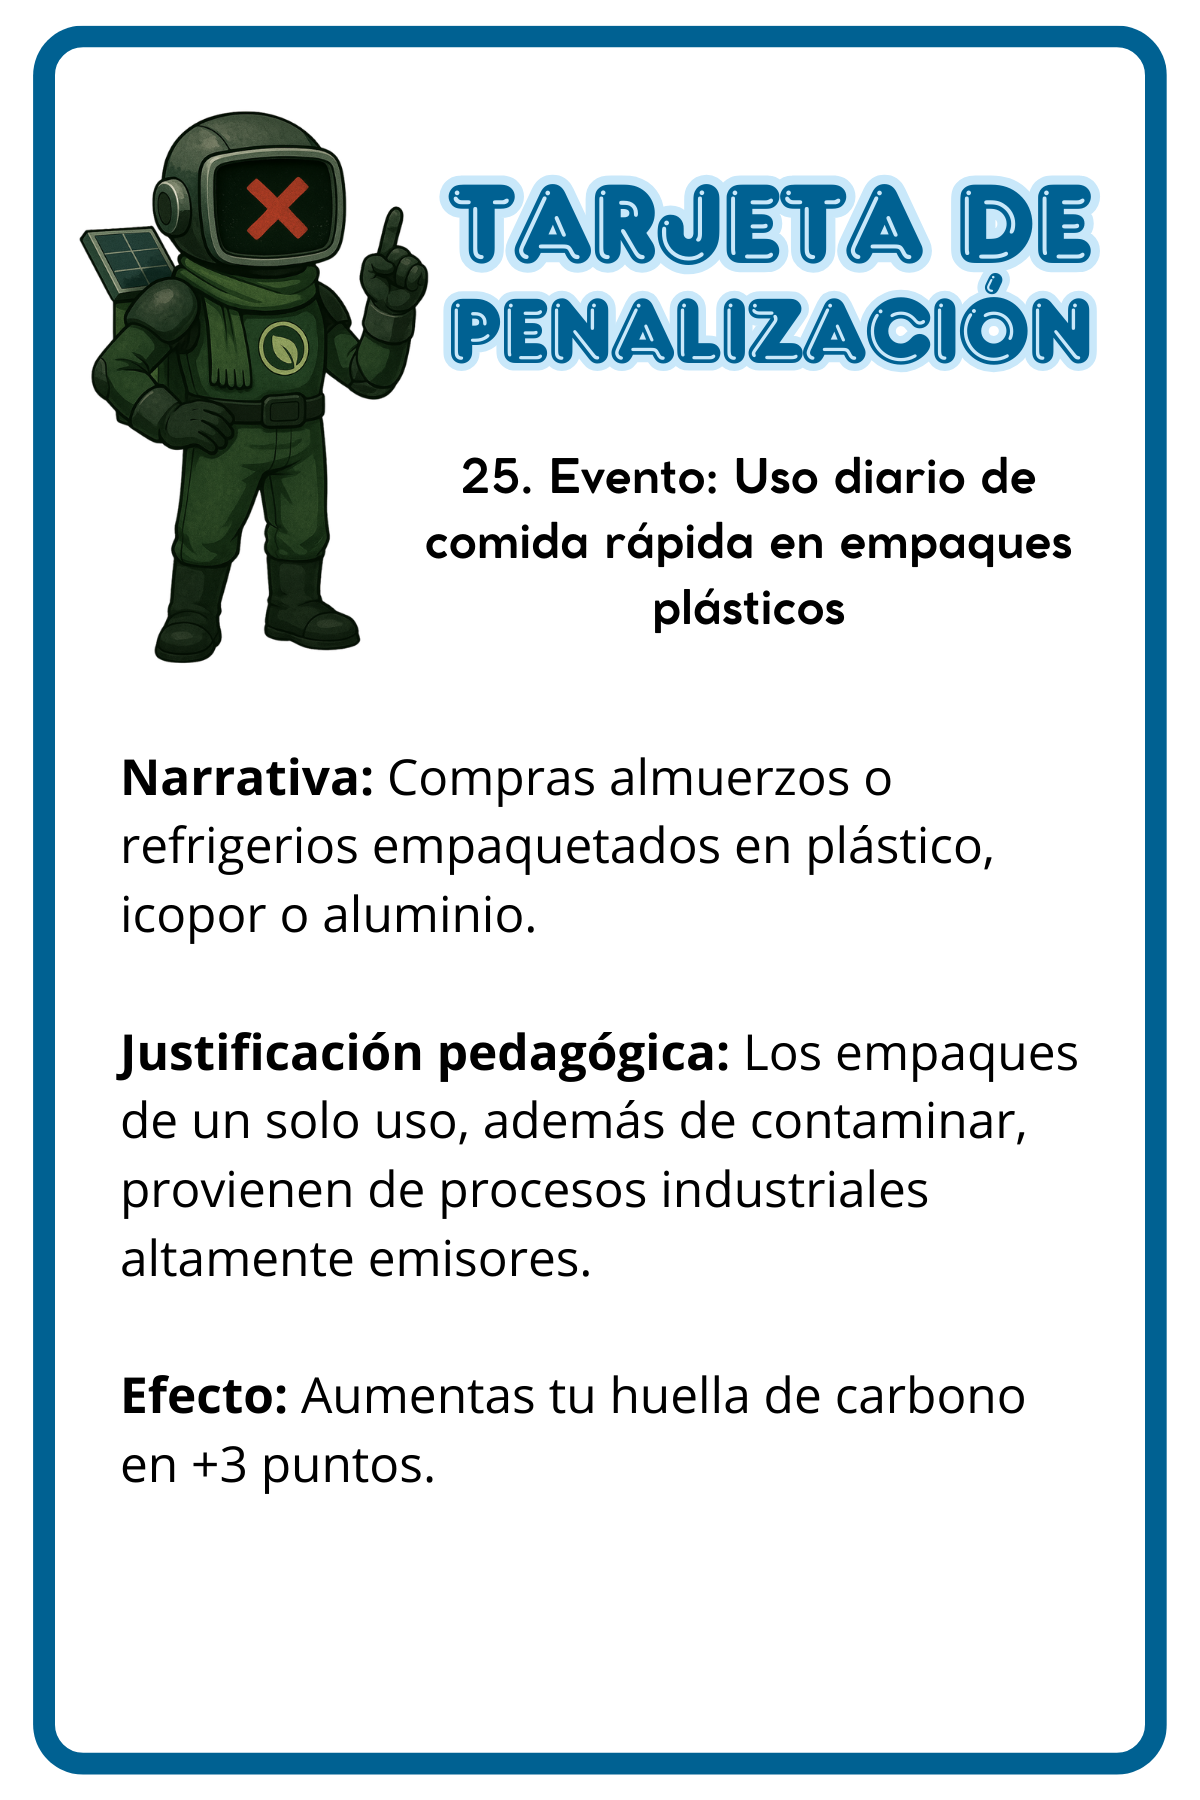 TARJETA DE
PENALIZACIÓN
25. Evento: Uso diario de
comida rápida en empaques
plásticos
Narrativa: Compras almuerzos o
refrigerios empaquetados en plástico,
icopor o aluminio.
Justificación pedagógica: Los empaques
de un solo uso, además de contaminar,
provienen de procesos industriales
altamente emisores.
Efecto: Aumentas tu huella de carbono
en +3 puntos.